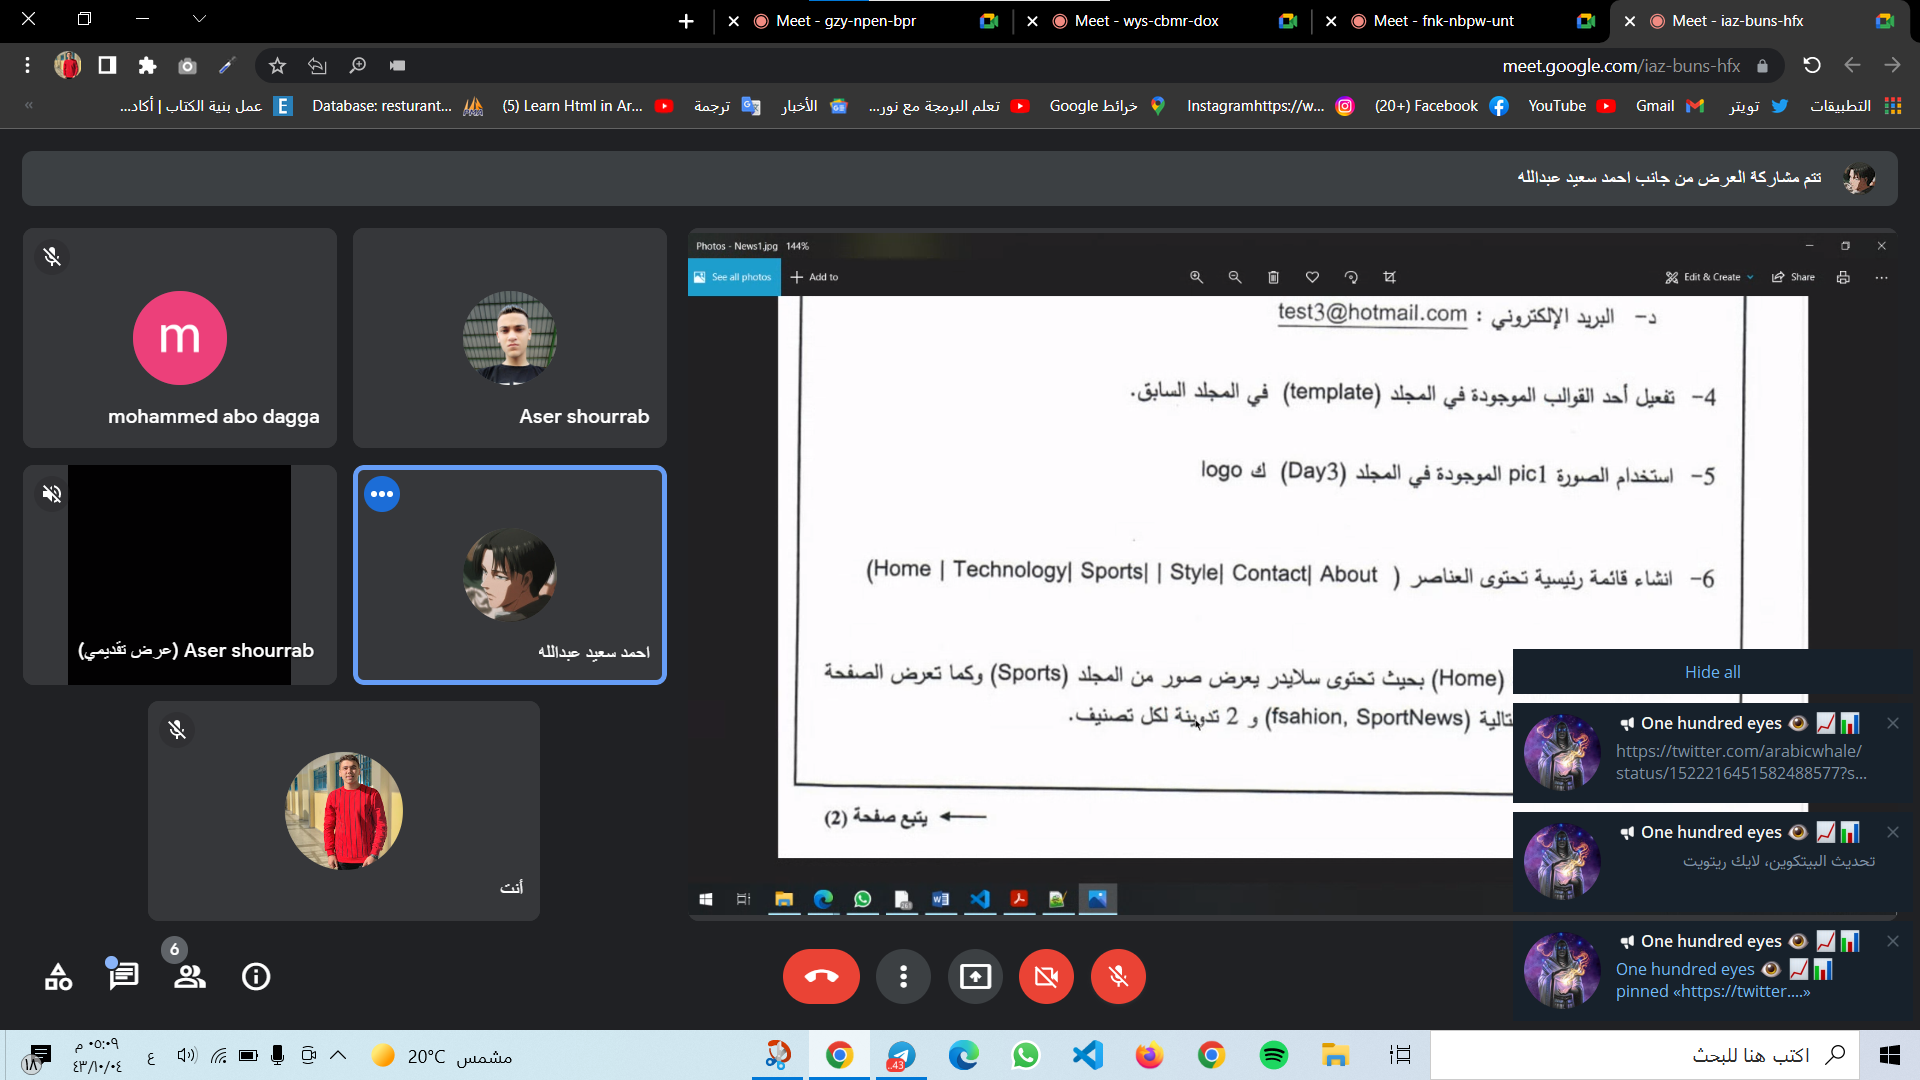 Meet - gzy-npen-bpr
Meet - wys-cbmr-dox
Meet - fnk-nbpw-unt
Meet - iaz-buns-hfx
meet.google.com/iaz-buns-hfx
التطبيقات
تويتر
Gmail
YouTube
(20+) Facebook
Instagramhttps://w...
خرائط Google
تعلم البرمجة مع نور...
الأخبار
ترجمة
(5) Learn Html in Ar...
Database: resturant...
عمل بنية الكتاب | أكاد...
تتم مشاركة العرض من جانب احمد سعيد عبدالله
m
mohammed abo dagga
Aser shourrab
Aser shourrab (عرض تقديمي)
احمد سعيد عبدالله
أنت
Photos - News1.jpg 144%
See all photos
Add to
Edit & Create
Share
د- البريد الإلكتروني : test3@hotmail.com
4- تفعيل أحد القوالب الموجودة في المجلد (template) في المجلد السابق.
5- استخدام الصورة pic1 الموجودة في المجلد (Day3) ك logo
6- انشاء قائمة رئيسية تحتوى العناصر ( Home | Technology| Sports| | Style| Contact| About)
(Home) بحيث تحتوى سلايدر يعرض صور من المجلد (Sports) وكما تعرض الصفحة
تالية (fsahion, SportNews) و 2 تدوينة لكل تصنيف.
يتبع صفحة (2)
Hide all
One hundred eyes
https://twitter.com/arabicwhale/
status/1522216451582488577?s...
One hundred eyes
تحديث البيتكوين، لايك ريتويت
One hundred eyes
One hundred eyes
pinned «https://twitter....»
6
اكتب هنا للبحث
.43
20°C مشمس
ع
٠٥:٠٩ م
٤٣/١٠/٠٤
١٨